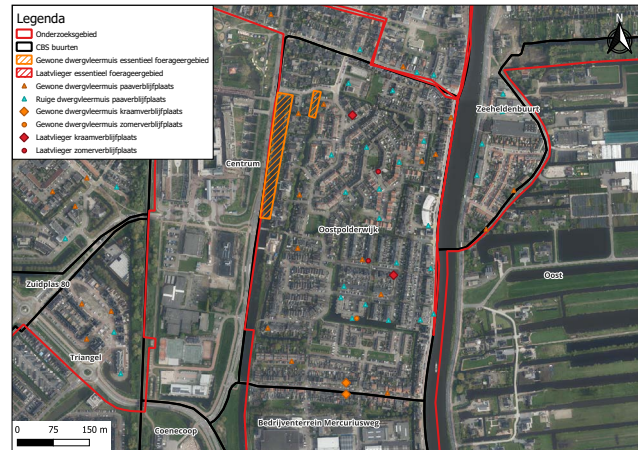 Legenda
Onderzoeksgebied
CBS buurten
Gewone dwergvleermuis essentieel foerageergebied
Laatvlieger essentieel foerageergebied
Gewone dwergvleermuis paaverblijfplaats
Ruige dwergvleermuis paaverblijfplaats
Gewone dwergvleermuis kraamverblijfplaats
Gewone dwergvleermuis zomerverblijfplaats
Laatvlieger kraamverblijfplaats
Laatvlieger zomerverblijfplaats
N
Zeeheldenbuurt
Centrum
Oostpolderwijk
Oost
Zuidplas 80
Triangel
Coenecoop
Bedrijventerrein Mercuriusweg
0 75 150 m